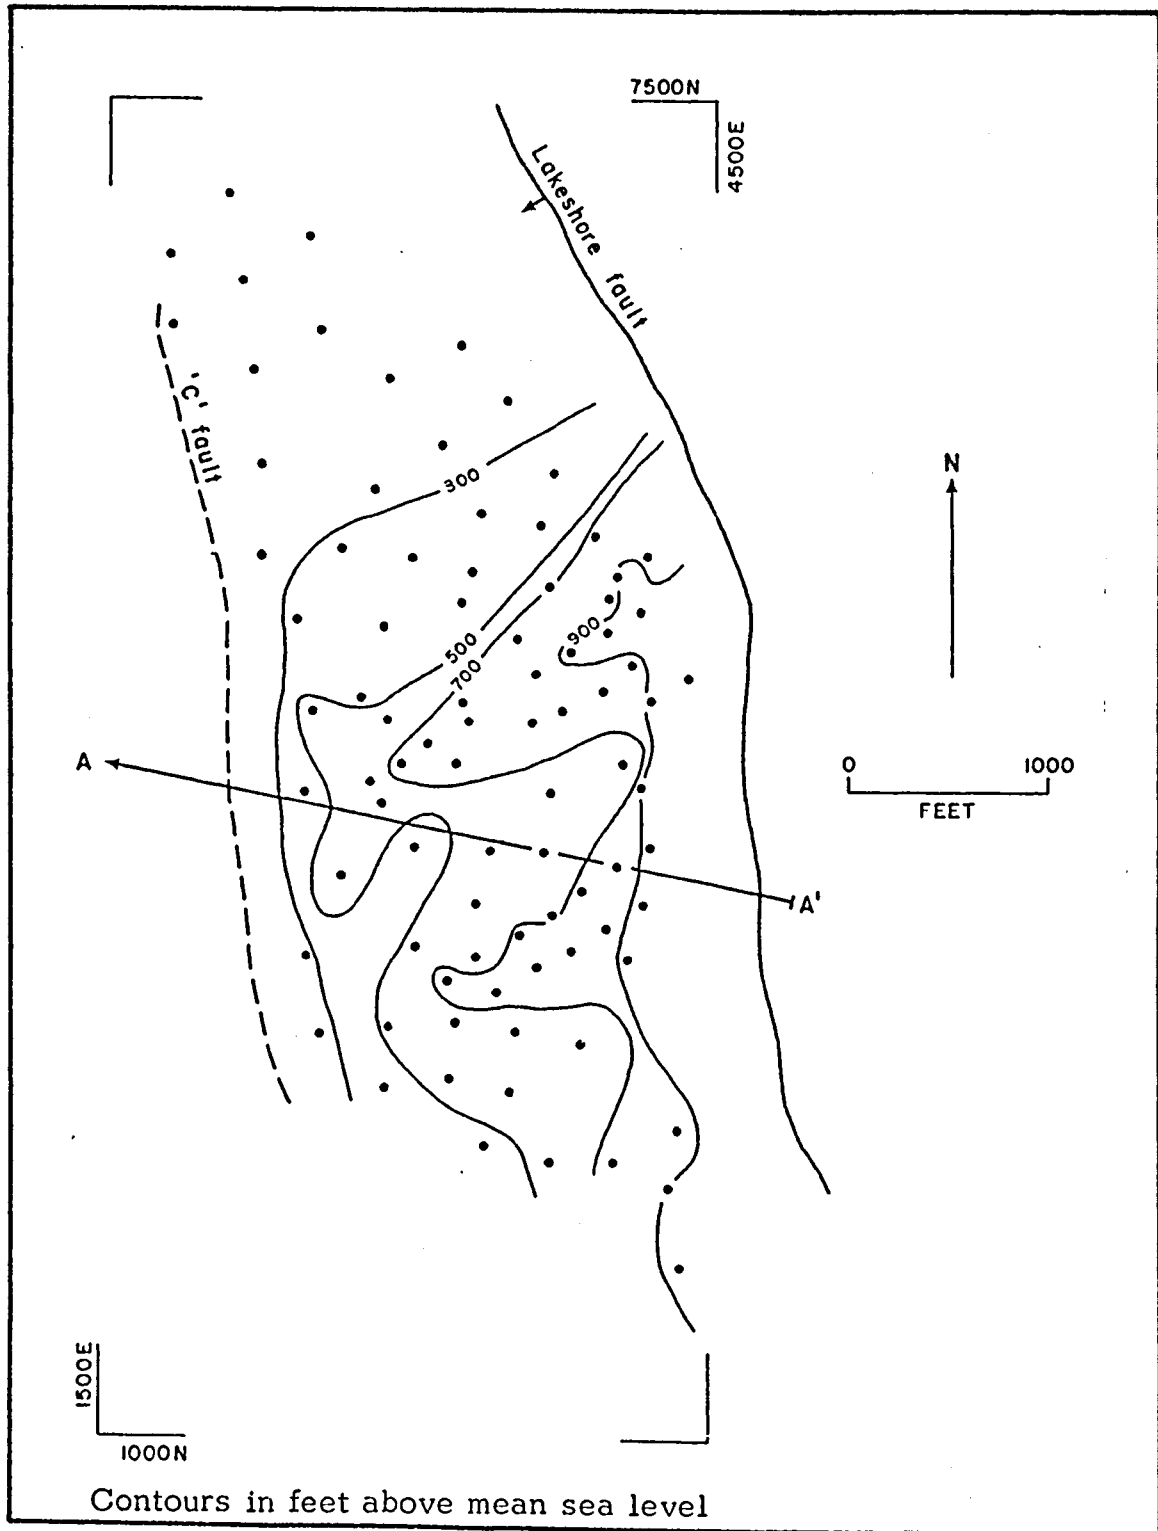 7500N
4500E
Lakeshore fault
'C' fault
300
N
500
700
900
A
0 1000
FEET
A'
1500E
1000N
Contours in feet above mean sea level